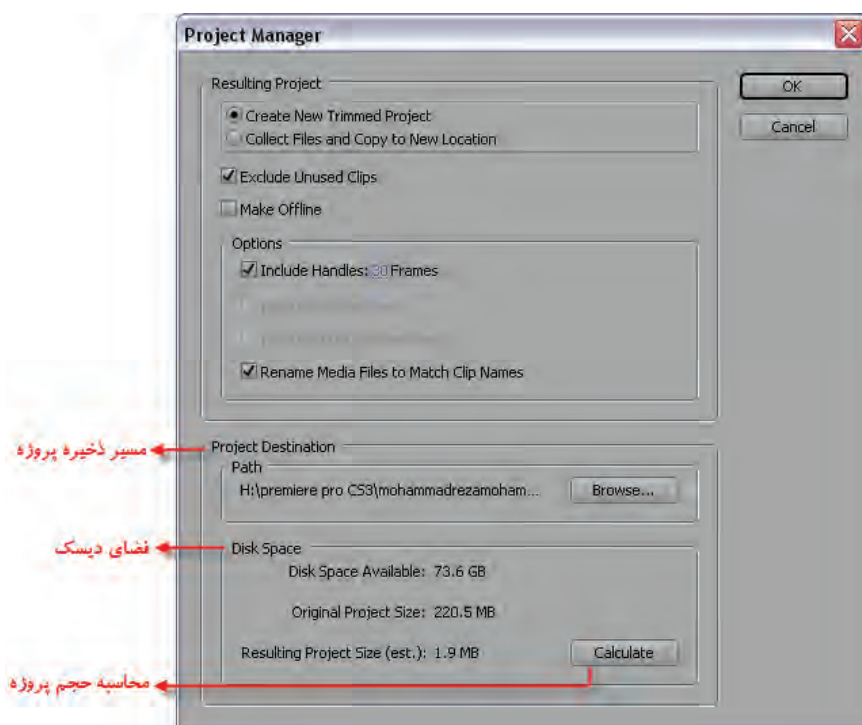 Project Manager
Resulting Project
OK
Create New Trimmed Project
Collect Files and Copy to New Location
Cancel
Exclude Unused Clips
Make Offline
Options
Include Handles: 30 Frames
Rename Media Files to Match Clip Names
مسیر ذخیره پروژه
Project Destination
Path
H:\premiere pro CS3\mohammadrezamoham...
Browse...
فضای دیسک
Disk Space
Disk Space Available: 73.6 GB
Original Project Size: 220.5 MB
Resulting Project Size (est.): 1.9 MB
Calculate
محاسبه حجم پروژه